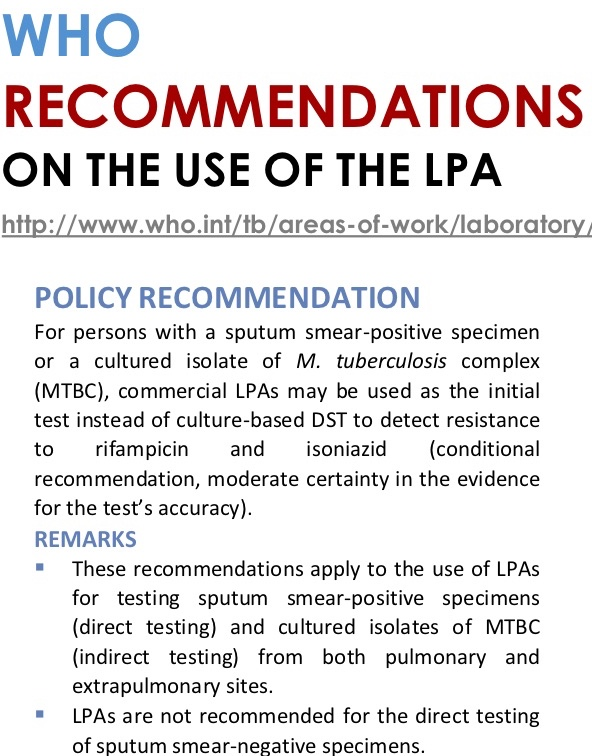 WHO
RECOMMENDATIONS
ON THE USE OF THE LPA
http://www.who.int/tb/areas-of-work/laboratory/
POLICY RECOMMENDATION
For persons with a sputum smear-positive specimen
or a cultured isolate of M. tuberculosis complex
(MTBC), commercial LPAs may be used as the initial
test instead of culture-based DST to detect resistance
to rifampicin and isoniazid (conditional
recommendation, moderate certainty in the evidence
for the test’s accuracy).
REMARKS
▪ These recommendations apply to the use of LPAs
for testing sputum smear-positive specimens
(direct testing) and cultured isolates of MTBC
(indirect testing) from both pulmonary and
extrapulmonary sites.
▪ LPAs are not recommended for the direct testing
of sputum smear-negative specimens.